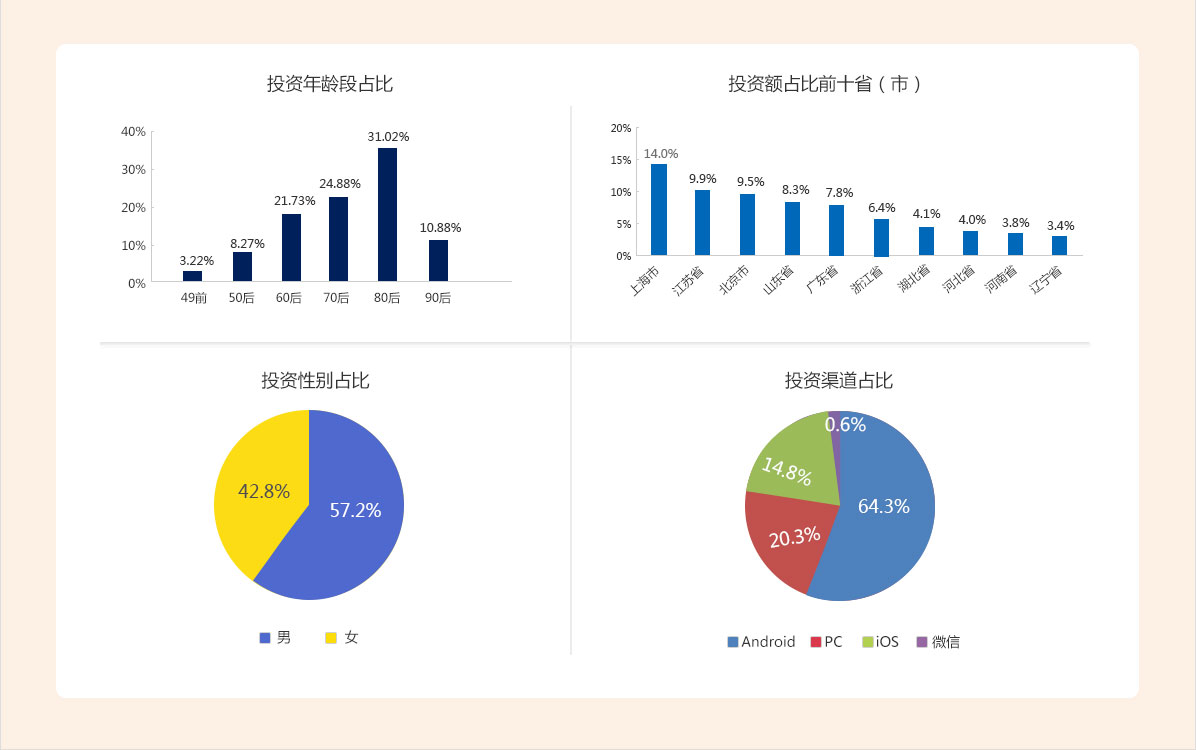 投资年龄段占比
40%
30%
20%
10%
0%
3.22%
8.27%
21.73%
24.88%
31.02%
10.88%
49前
50后
60后
70后
80后
90后
投资额占比前十省（市）
20%
15%
10%
5%
0%
14.0%
9.9%
9.5%
8.3%
7.8%
6.4%
4.1%
4.0%
3.8%
3.4%
上海市
江苏省
北京市
山东省
广东省
浙江省
湖北省
河北省
河南省
辽宁省
投资性别占比
42.8%
57.2%
男
女
投资渠道占比
0.6%
14.8%
64.3%
20.3%
Android
PC
iOS
微信